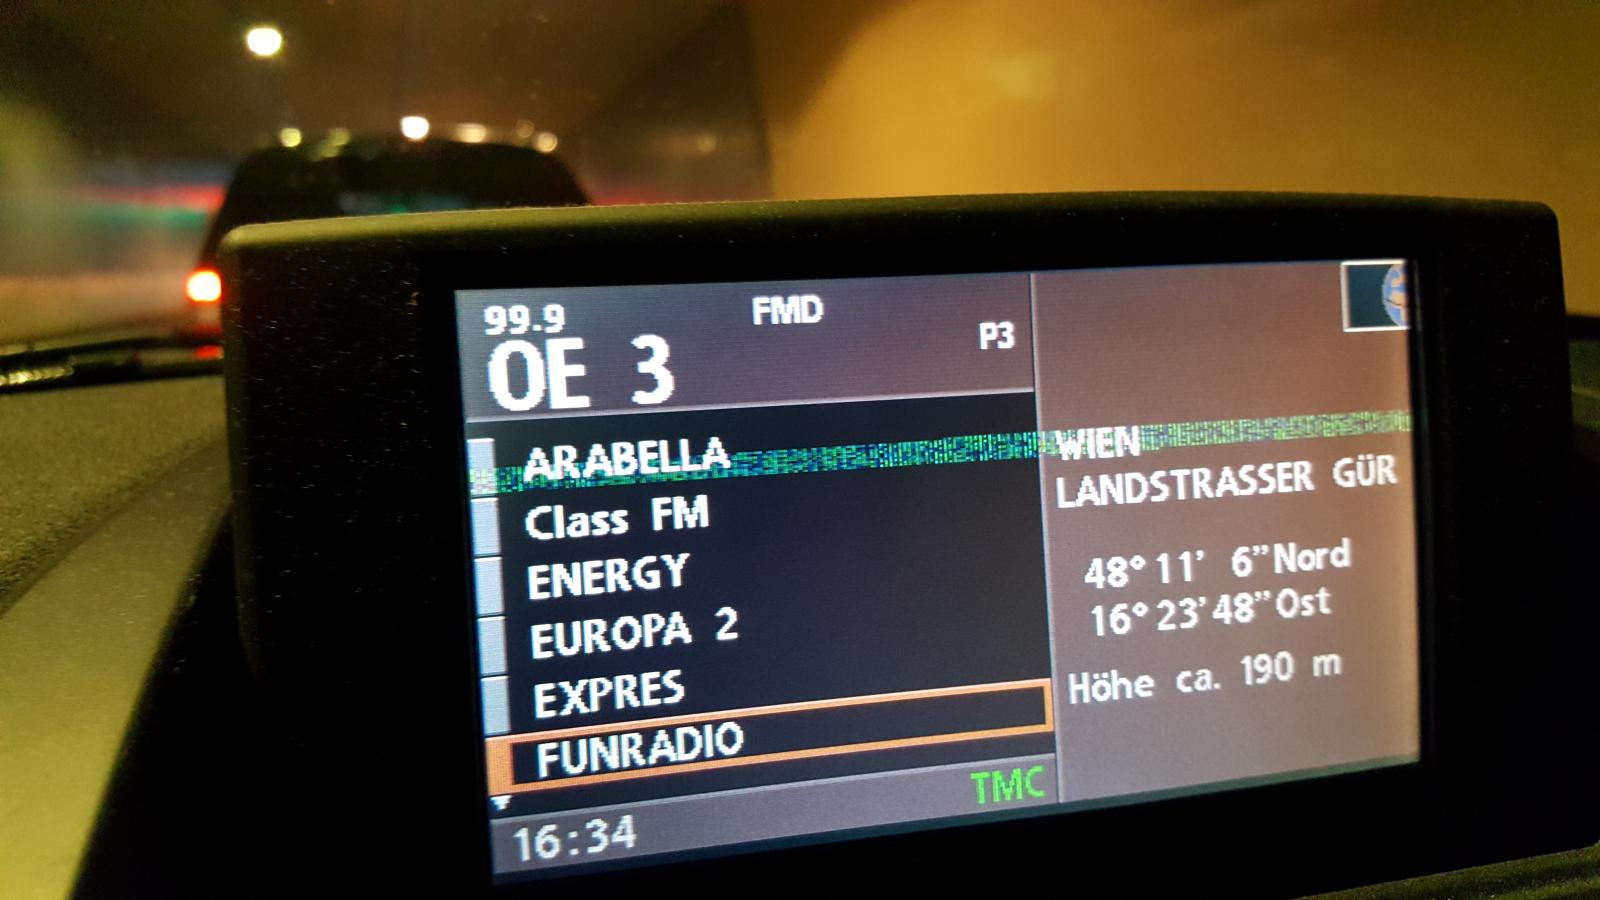 99.9
FMD
OE 3
P3
ARABELLA
Class FM
ENERGY
EUROPA 2
EXPRES
FUNRADIO
TMC
16:34
WIEN
LANDSTRASSER GÜR
48° 11' 6" Nord
16° 23' 48" Ost
Höhe ca. 190 m